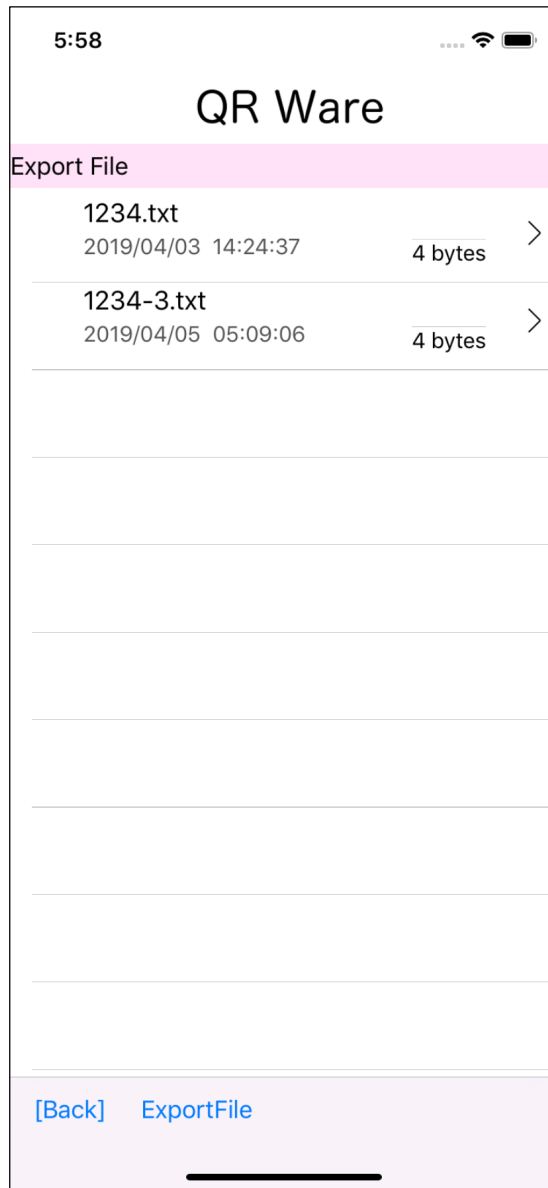 5:58
QR Ware
Export File
1234.txt
2019/04/03 14:24:37
4 bytes
1234-3.txt
2019/04/05 05:09:06
4 bytes
[Back] ExportFile